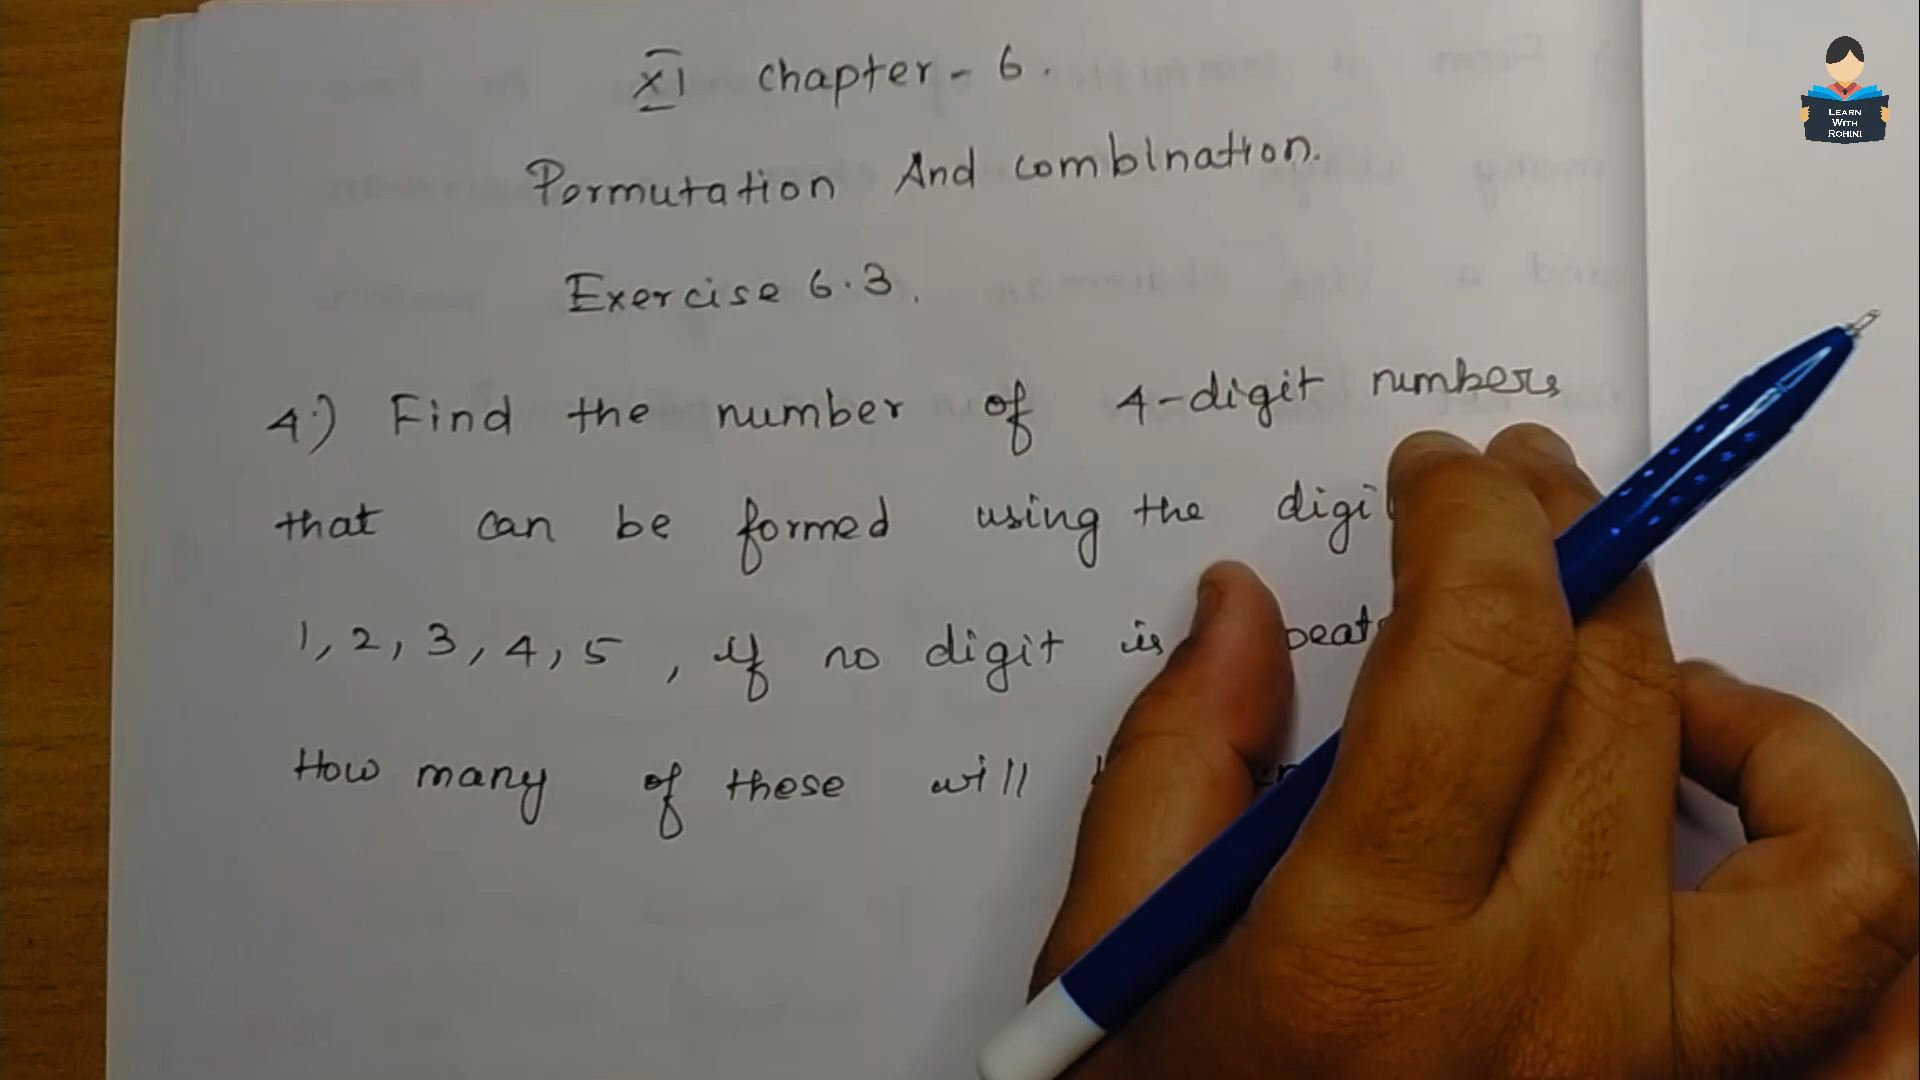 XI chapter - 6.
Permutation And combination.
Exercise 6.3.
4.) Find the number of 4-digit numbers
that can be formed using the digi
1, 2, 3, 4, 5, if no digit is peat
How many of these will
LEARN
WITH
ROHINI